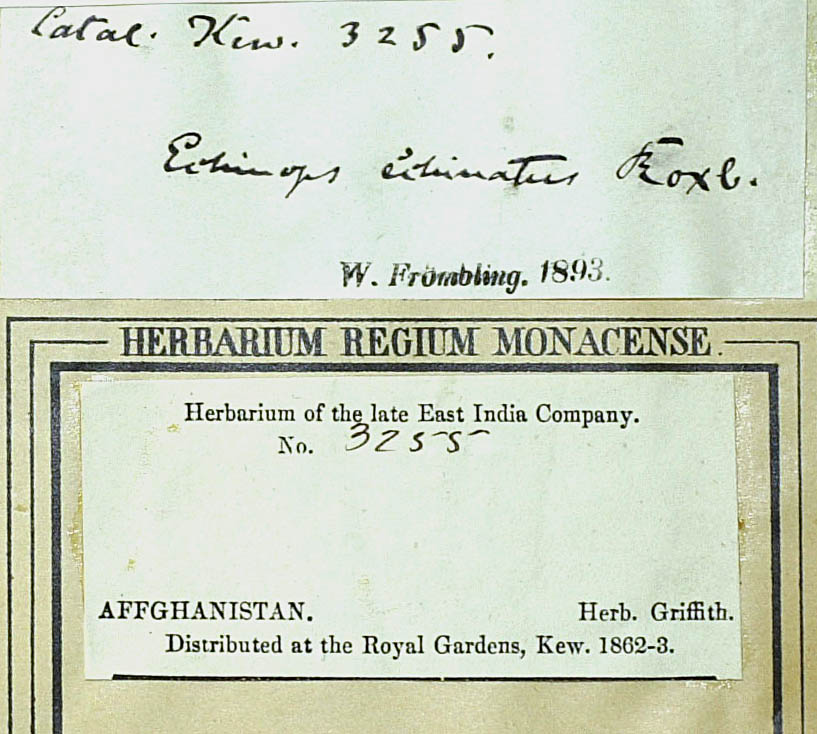 Catal. Kew. 3255.
Echinops echinatus Roxb.
W. Frömbling. 1893.
HERBARIUM REGIUM MONACENSE.
Herbarium of the late East India Company.
No. 3255
AFFGHANISTAN. Herb. Griffith.
Distributed at the Royal Gardens, Kew. 1862-3.